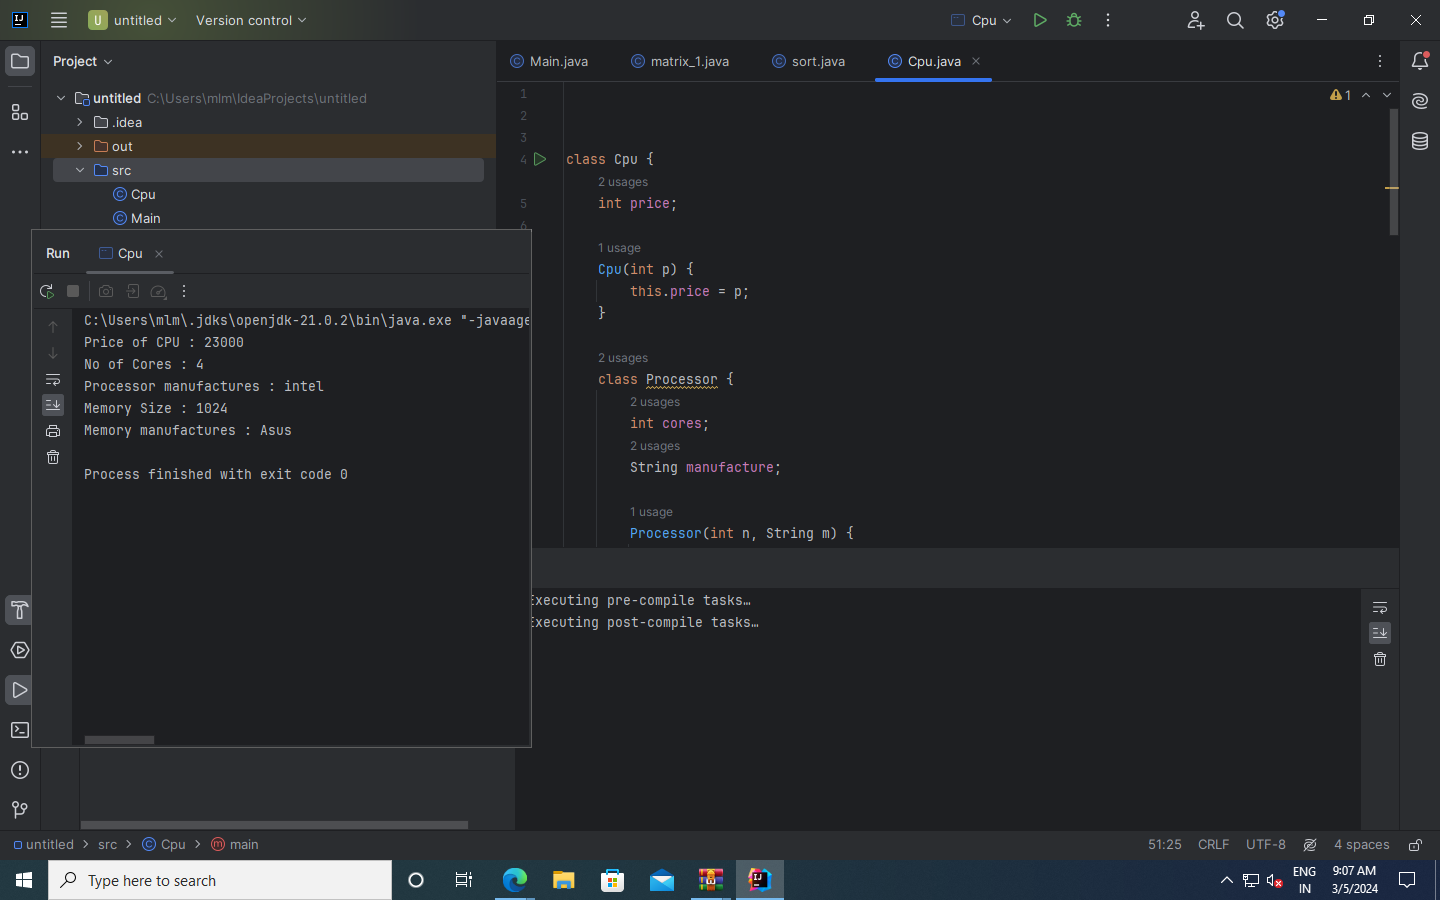 U untitled Version control Cpu
Project
Main.java matrix_1.java sort.java Cpu.java
untitled C:\Users\mlm\IdeaProjects\untitled
.idea
out
src
Cpu
Main
1
1
2
3
4 class Cpu {
2 usages
5 int price;
6
1 usage
Cpu(int p) {
this.price = p;
}
2 usages
class Processor {
2 usages
int cores;
2 usages
String manufacture;
1 usage
Processor(int n, String m) {
Run Cpu
C:\Users\mlm\.jdks\openjdk-21.0.2\bin\java.exe "-javaage
Price of CPU : 23000
No of Cores : 4
Processor manufactures : intel
Memory Size : 1024
Memory manufactures : Asus
Process finished with exit code 0
Executing pre-compile tasks…
Executing post-compile tasks…
untitled > src > Cpu > main
51:25 CRLF UTF-8 4 spaces
Type here to search
ENG
IN
9:07 AM
3/5/2024